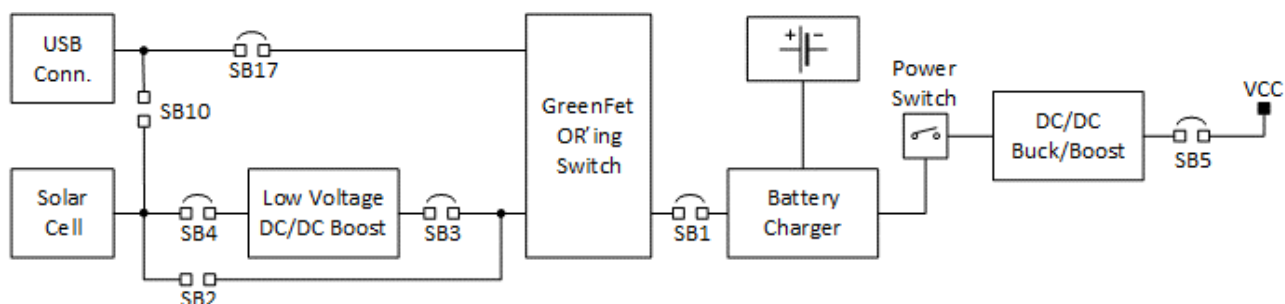 USB
Conn.
SB17
SB10
GreenFet
OR'ing
Switch
+ −
Power
Switch
VCC
DC/DC
Buck/Boost
SB5
Solar
Cell
SB4
Low Voltage
DC/DC Boost
SB3
SB2
SB1
Battery
Charger